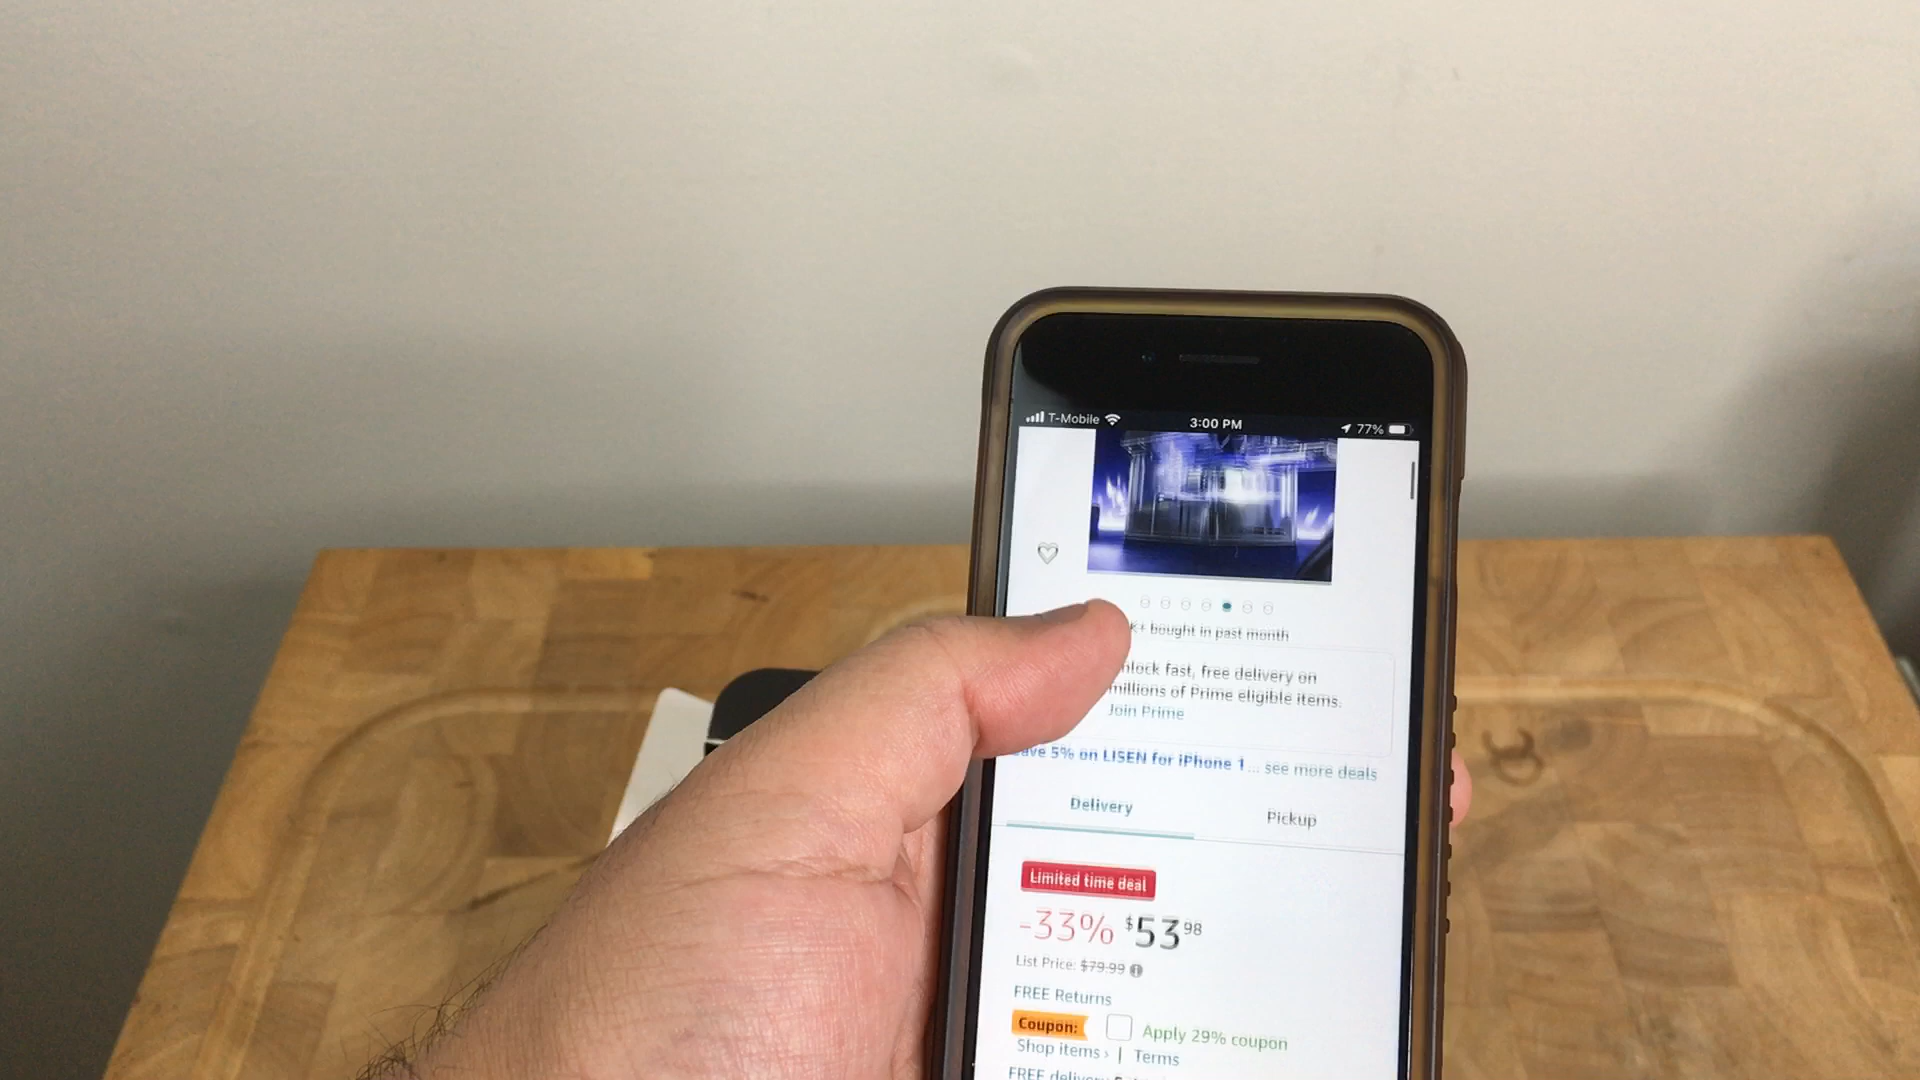 T-Mobile 3:00 PM 77%
K+ bought in past month
nlock fast, free delivery on
millions of Prime eligible items.
Join Prime
ave 5% on LISEN for iPhone 1... see more deals
Delivery Pickup
Limited time deal
-33% $53 98
List Price: $79.99
FREE Returns
Coupon: Apply 29% coupon
Shop items › | Terms
FREE delivery